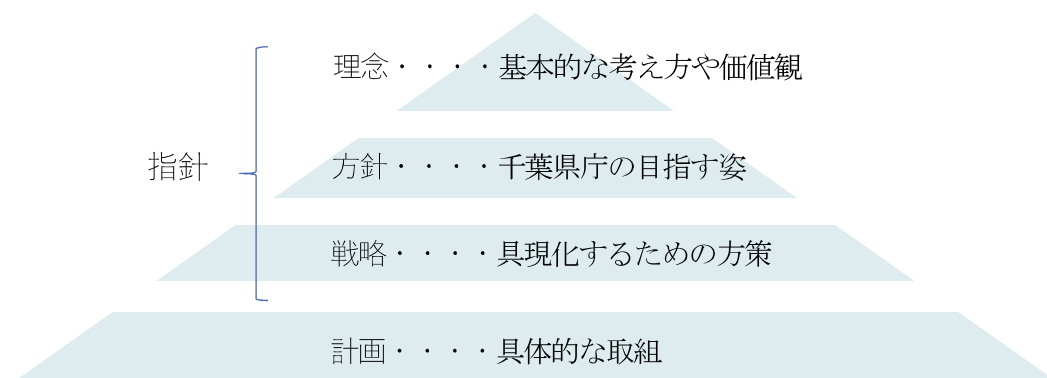 理念・・・・基本的な考え方や価値観
指針
方針・・・・千葉県庁の目指す姿
戦略・・・・具現化するための方策
計画・・・・具体的な取組